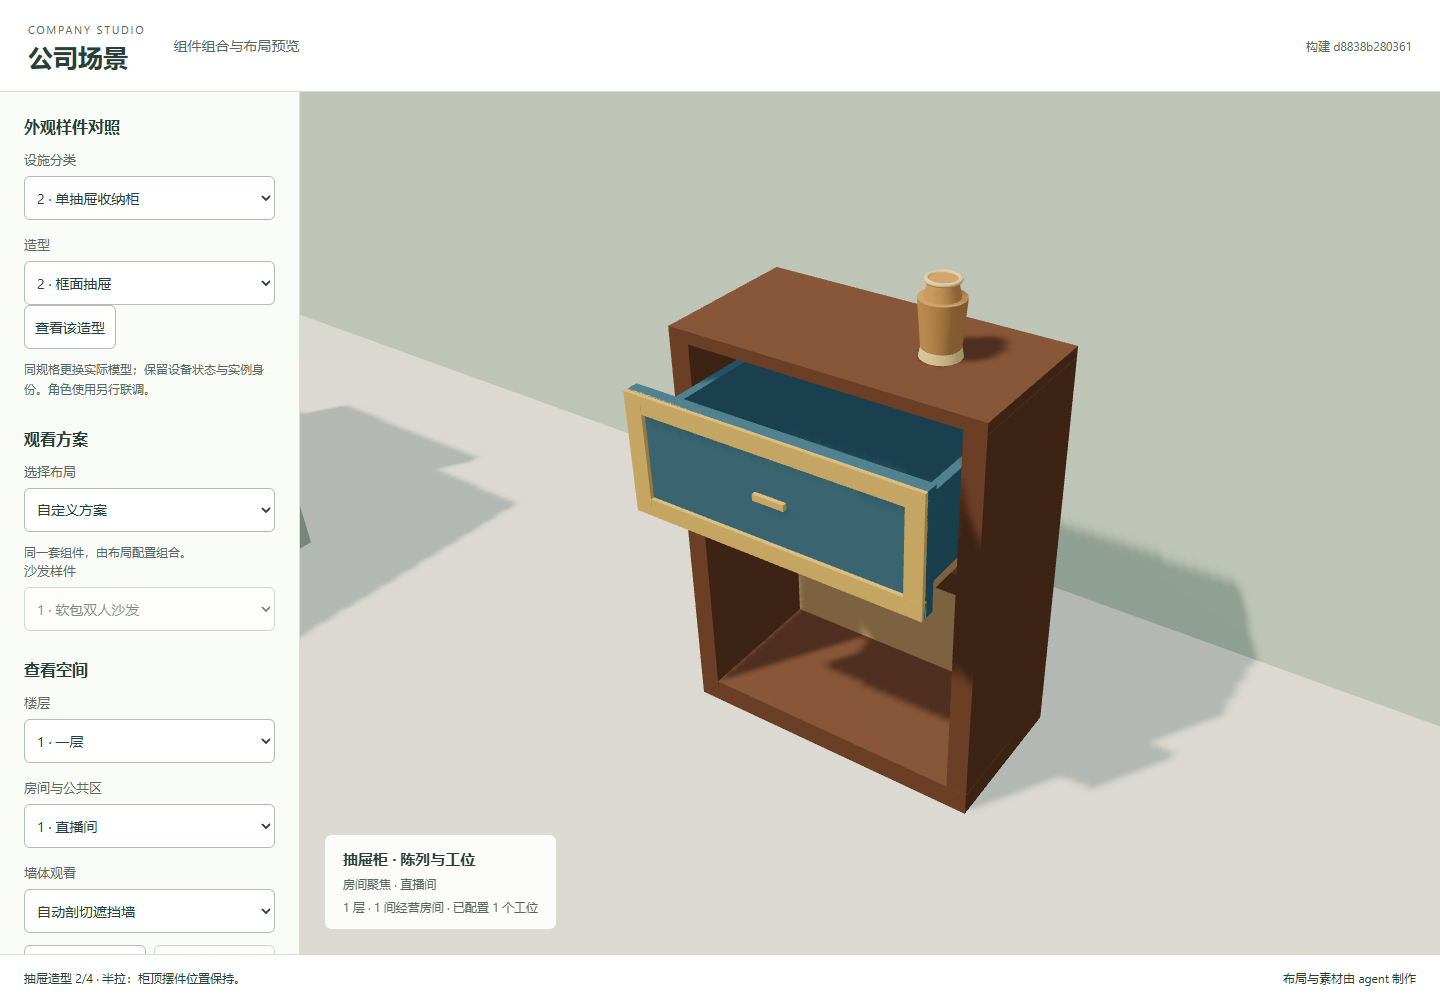 COMPANY STUDIO
公司场景
组件组合与布局预览
构建 d8838b280361
外观样件对照
设施分类
2 · 单抽屉收纳柜
造型
2 · 框面抽屉
查看该造型
同规格更换实际模型；保留设备状态与实例身
份。角色使用另行联调。
观看方案
选择布局
自定义方案
同一套组件，由布局配置组合。
沙发样件
1 · 软包双人沙发
查看空间
楼层
1 · 一层
房间与公共区
1 · 直播间
墙体观看
自动剖切遮挡墙
抽屉柜 · 陈列与工位
房间聚焦 · 直播间
1 层 · 1 间经营房间 · 已配置 1 个工位
抽屉造型 2/4 · 半拉：柜顶摆件位置保持。
布局与素材由 agent 制作